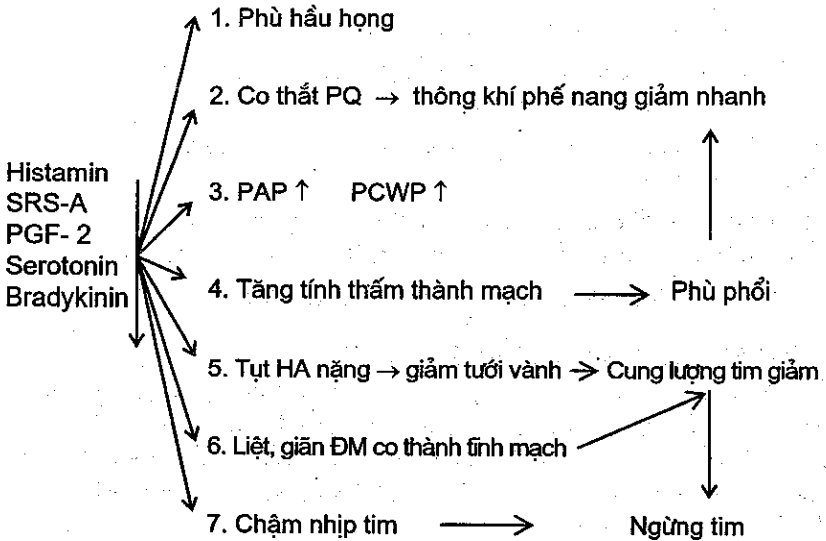 1. Phù hầu họng
2. Co thắt PQ → thông khí phế nang giảm nhanh
Histamin
SRS-A
PGF- 2
Serotonin
Bradykinin
3. PAP ↑ PCWP ↑
4. Tăng tính thấm thành mạch → Phù phổi
5. Tụt HA nặng → giảm tưới vành → Cung lượng tim giảm
6. Liệt, giãn ĐM co thành tĩnh mạch
7. Chậm nhịp tim → Ngừng tim